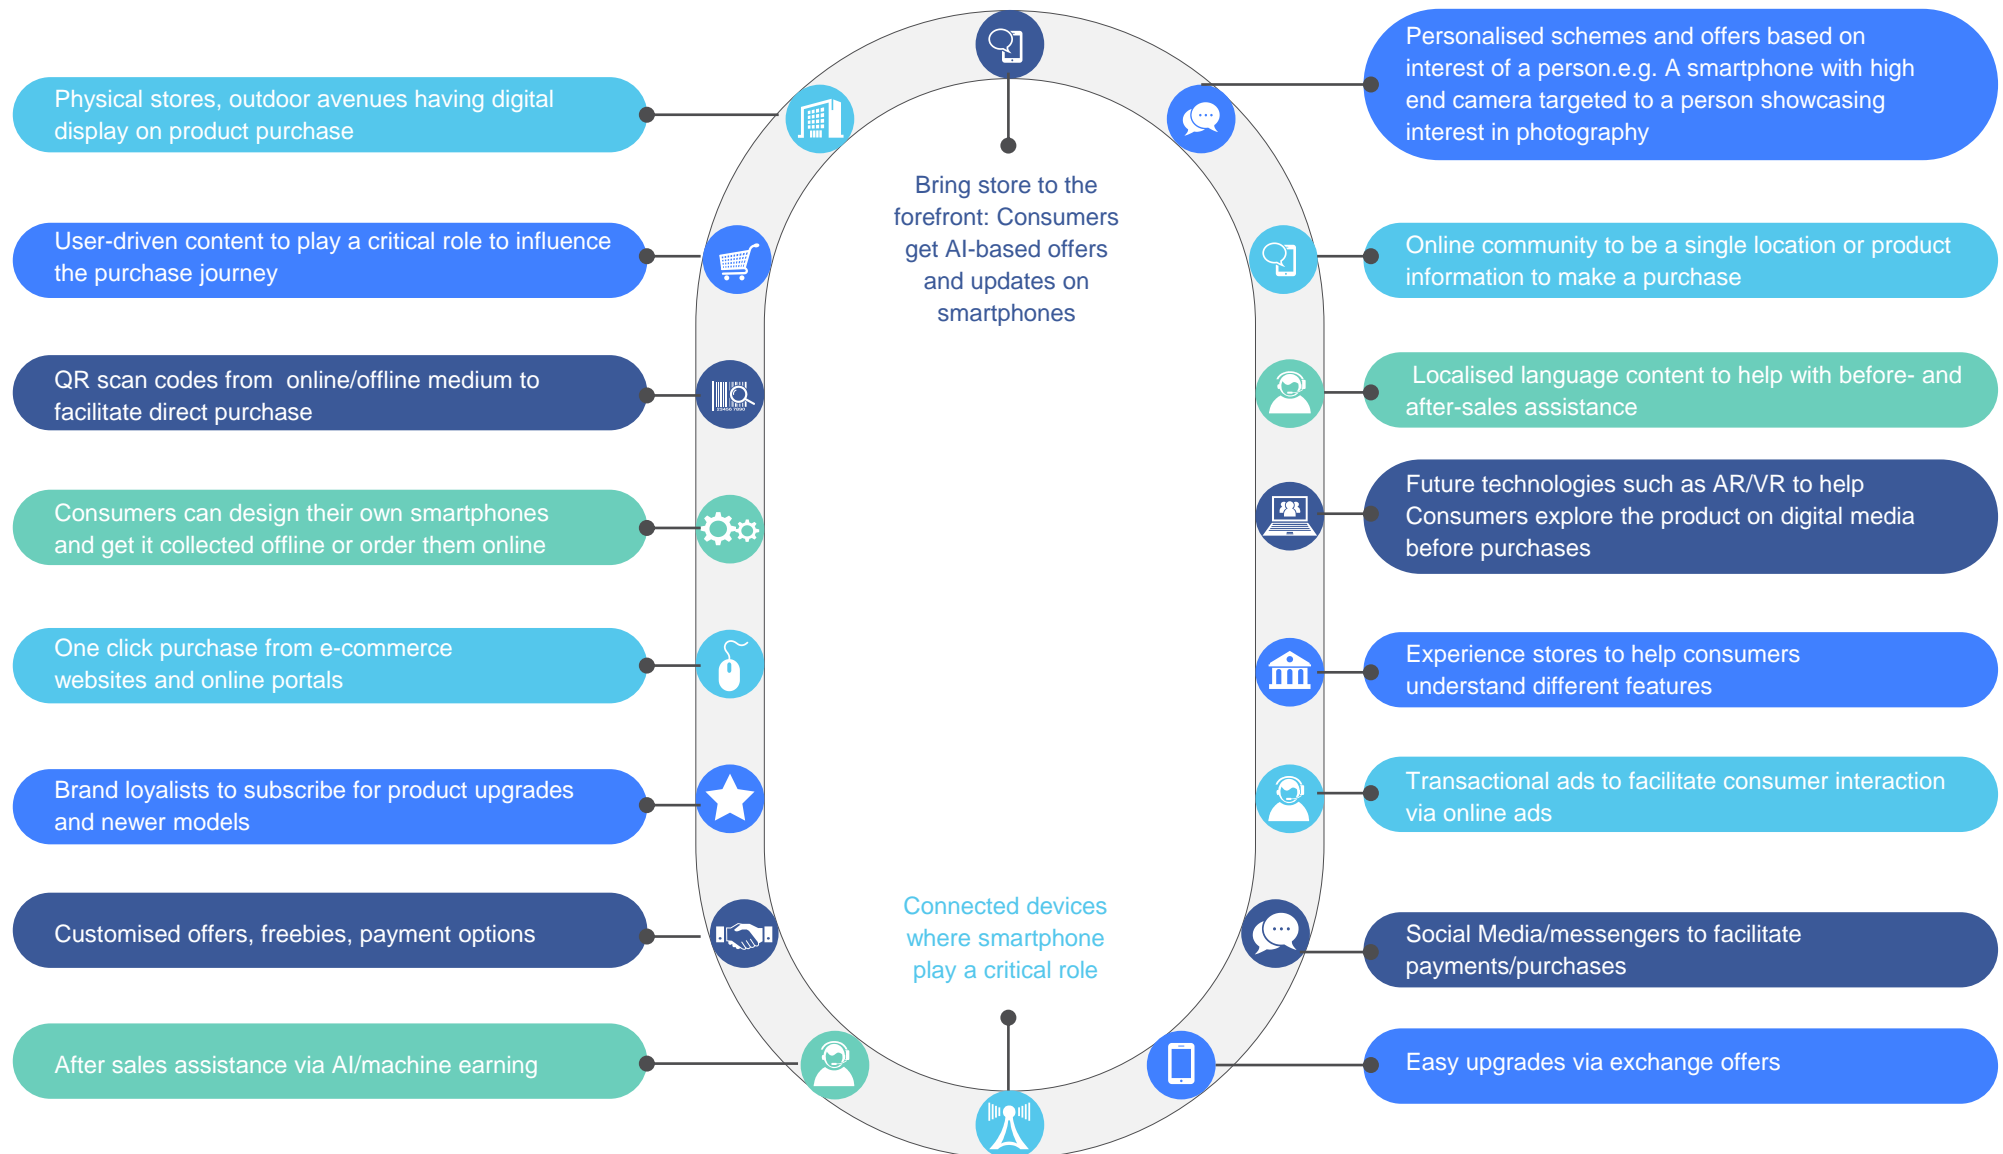 Physical stores, outdoor avenues having digital
display on product purchase
User-driven content to play a critical role to influence
the purchase journey
QR scan codes from  online/offline medium to
facilitate direct purchase
Consumers can design their own smartphones
and get it collected offline or order them online
One click purchase from e-commerce
websites and online portals
Brand loyalists to subscribe for product upgrades
and newer models
Customised offers, freebies, payment options
After sales assistance via AI/machine earning
Bring store to the
forefront: Consumers
get AI-based offers
and updates on
smartphones
Connected devices
where smartphone
play a critical role
Personalised schemes and offers based on
interest of a person.e.g. A smartphone with high
end camera targeted to a person showcasing
interest in photography
Online community to be a single location or product
information to make a purchase
Localised language content to help with before- and
after-sales assistance
Future technologies such as AR/VR to help
Consumers explore the product on digital media
before purchases
Experience stores to help consumers
understand different features
Transactional ads to facilitate consumer interaction
via online ads
Social Media/messengers to facilitate
payments/purchases
Easy upgrades via exchange offers